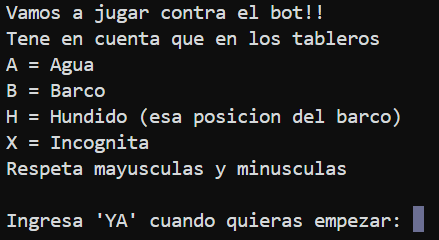 Vamos a jugar contra el bot!!
Tene en cuenta que en los tableros
A = Agua
B = Barco
H = Hundido (esa posicion del barco)
X = Incognita
Respeta mayusculas y minusculas
Ingresa 'YA' cuando quieras empezar: